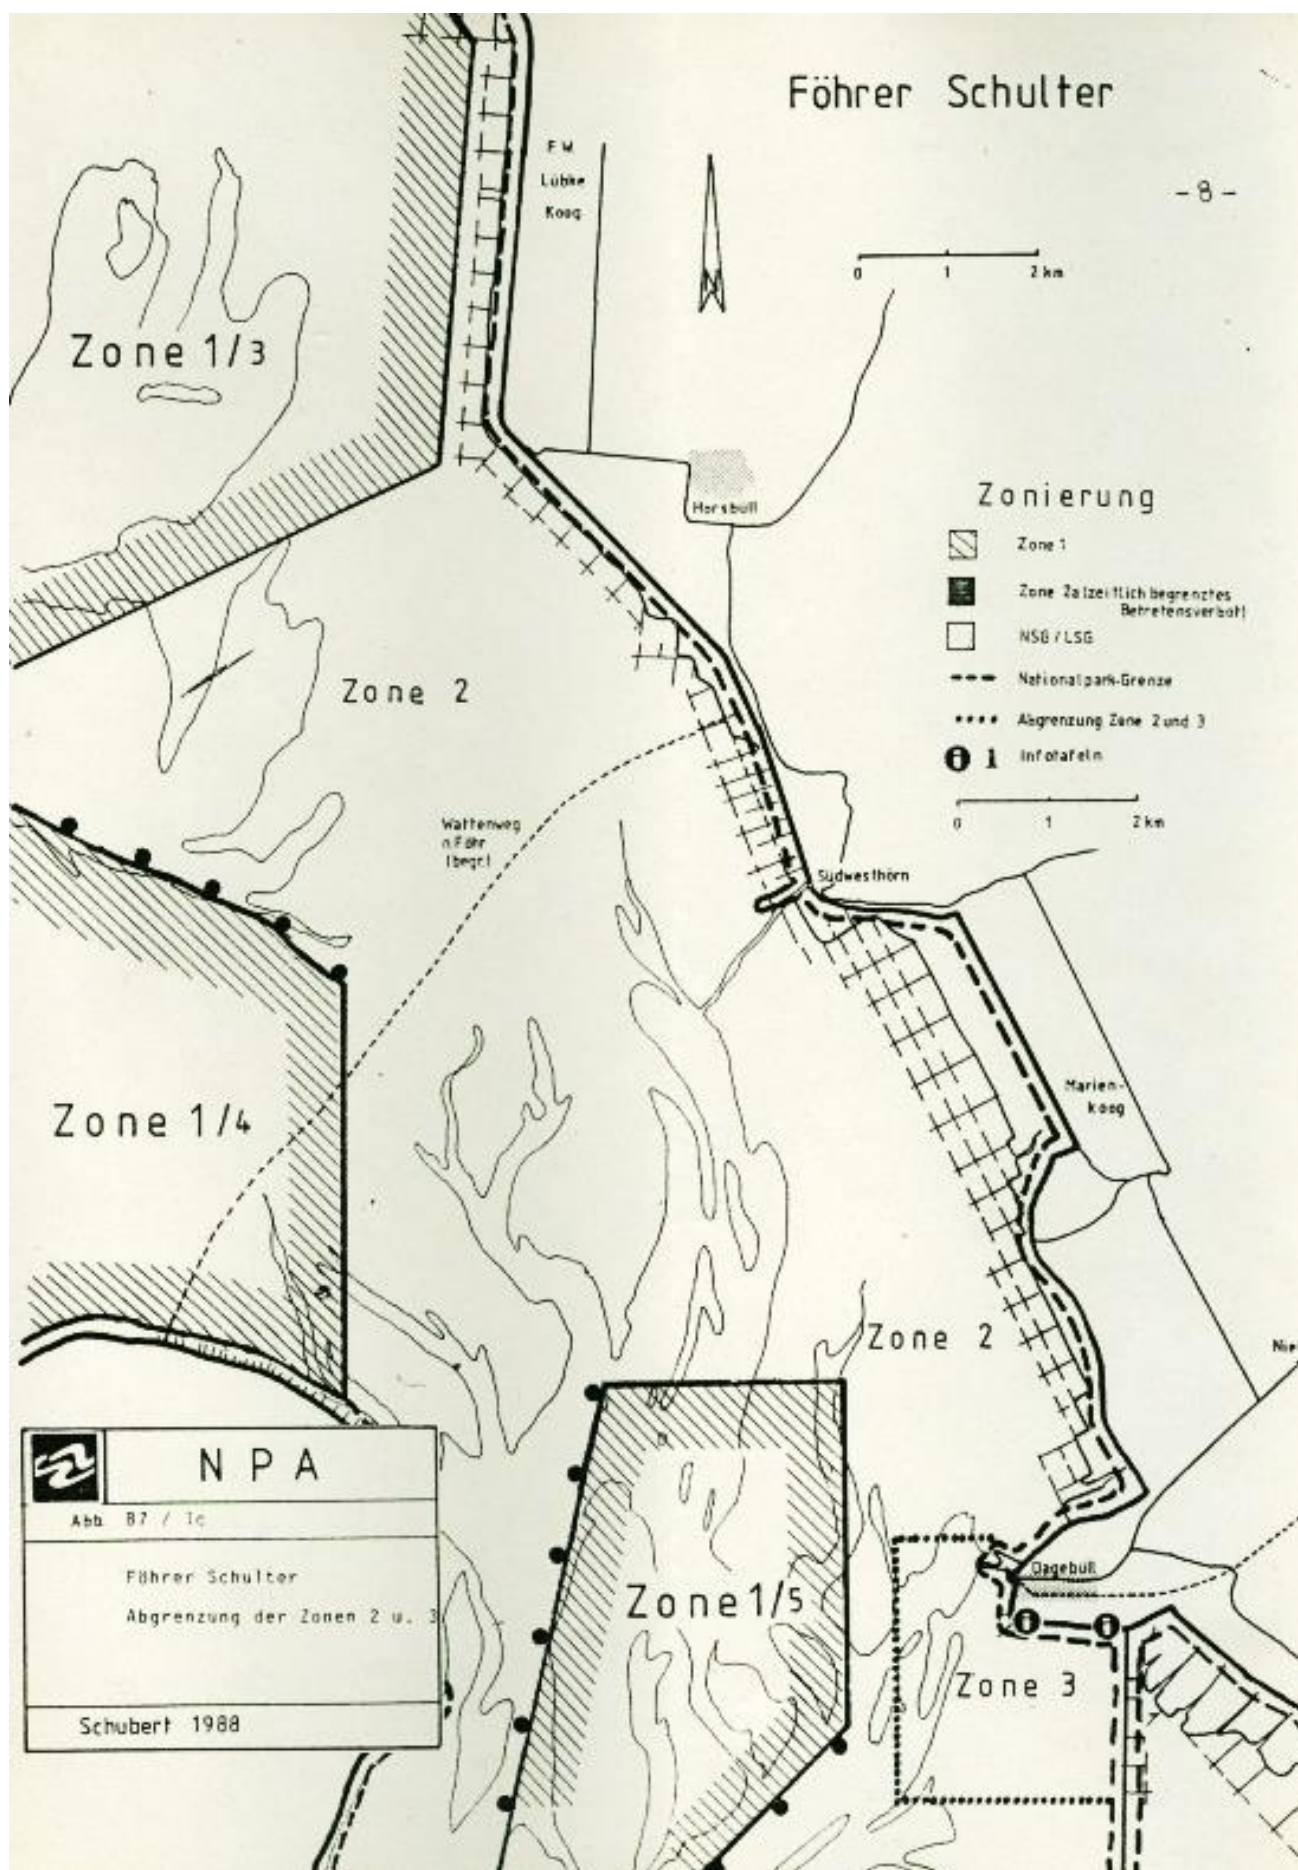 Föhrer Schulter
- 8 -
F. W.
Lübke
Koog
0 1 2 km
Zone 1/3
Horsbüll
Zonierung
Zone 1
Zone 2a(zeitlich begrenztes
Betretensverbot)
NSG / LSG
Nationalpark-Grenze
Abgrenzung Zone 2 und 3
i 1 Infotafeln
0 1 2 km
Zone 2
Wattenweg
n.Föhr
(begr.)
Südwesthörn
Marien-
koog
Zone 1/4
Zone 2
Nie
NPA
Abb. B7 /
Föhrer Schulter
Abgrenzung der Zonen 2 u. 3
Schubert 1988
Zone 1/5
Dagebüll
i i
Zone 3